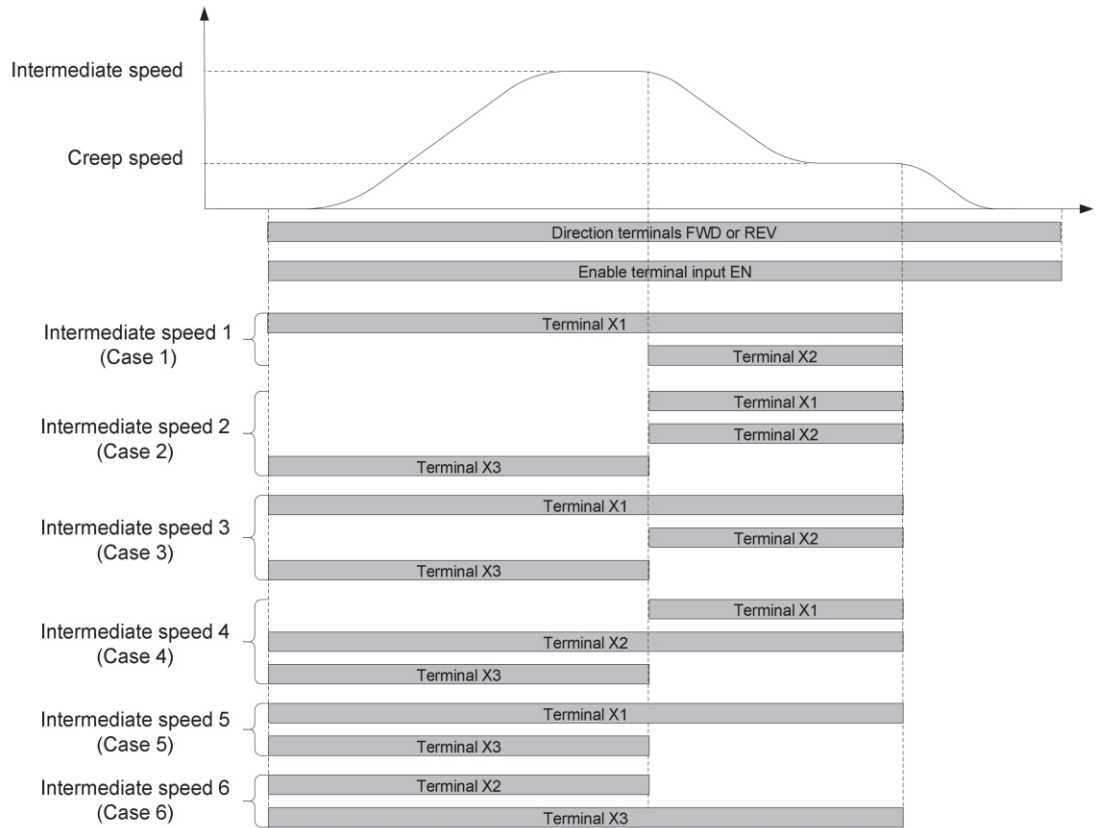 Intermediate speed
Creep speed
Direction terminals FWD or REV
Enable terminal input EN
Intermediate speed 1
(Case 1)
Terminal X1
Terminal X2
Intermediate speed 2
(Case 2)
Terminal X1
Terminal X2
Terminal X3
Intermediate speed 3
(Case 3)
Terminal X1
Terminal X2
Terminal X3
Intermediate speed 4
(Case 4)
Terminal X1
Terminal X2
Terminal X3
Intermediate speed 5
(Case 5)
Terminal X1
Terminal X3
Intermediate speed 6
(Case 6)
Terminal X2
Terminal X3